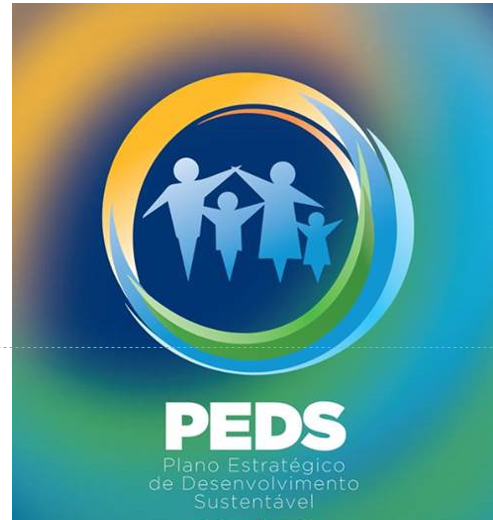 PEDS
Plano Estratégico
de Desenvolvimento
Sustentável